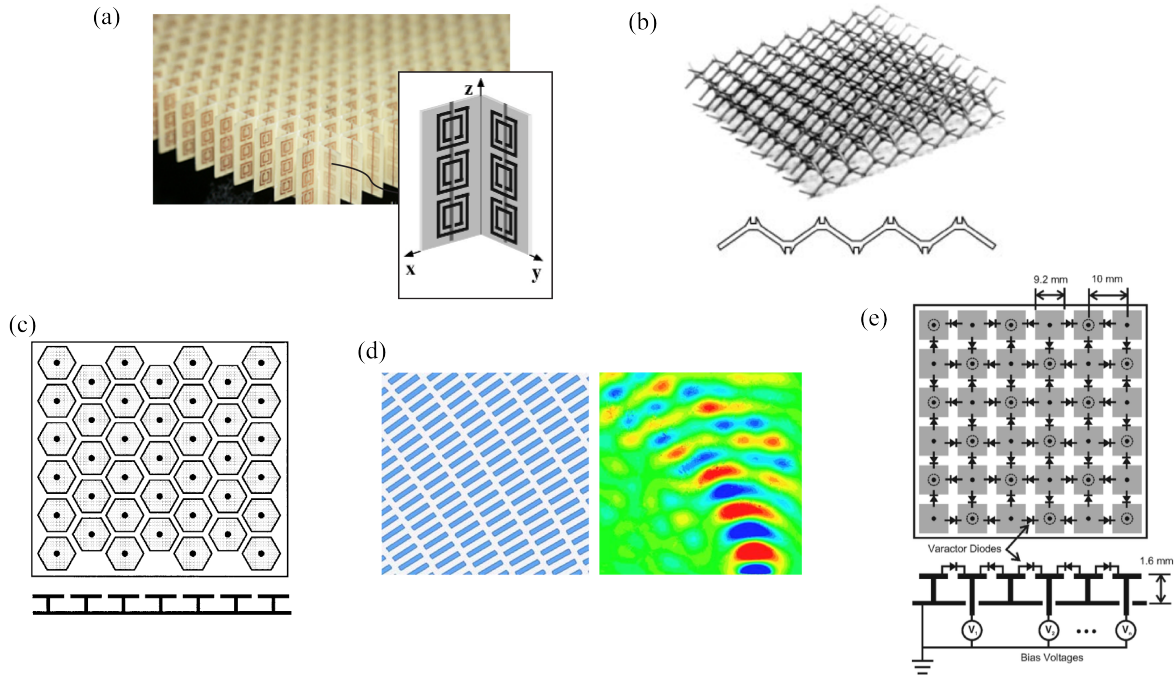 (a)
z
x
y
(b)
(c)
(d)
(e)
9.2 mm
10 mm
Varactor Diodes
1.6 mm
V1
V2
•••
Vn
Bias Voltages